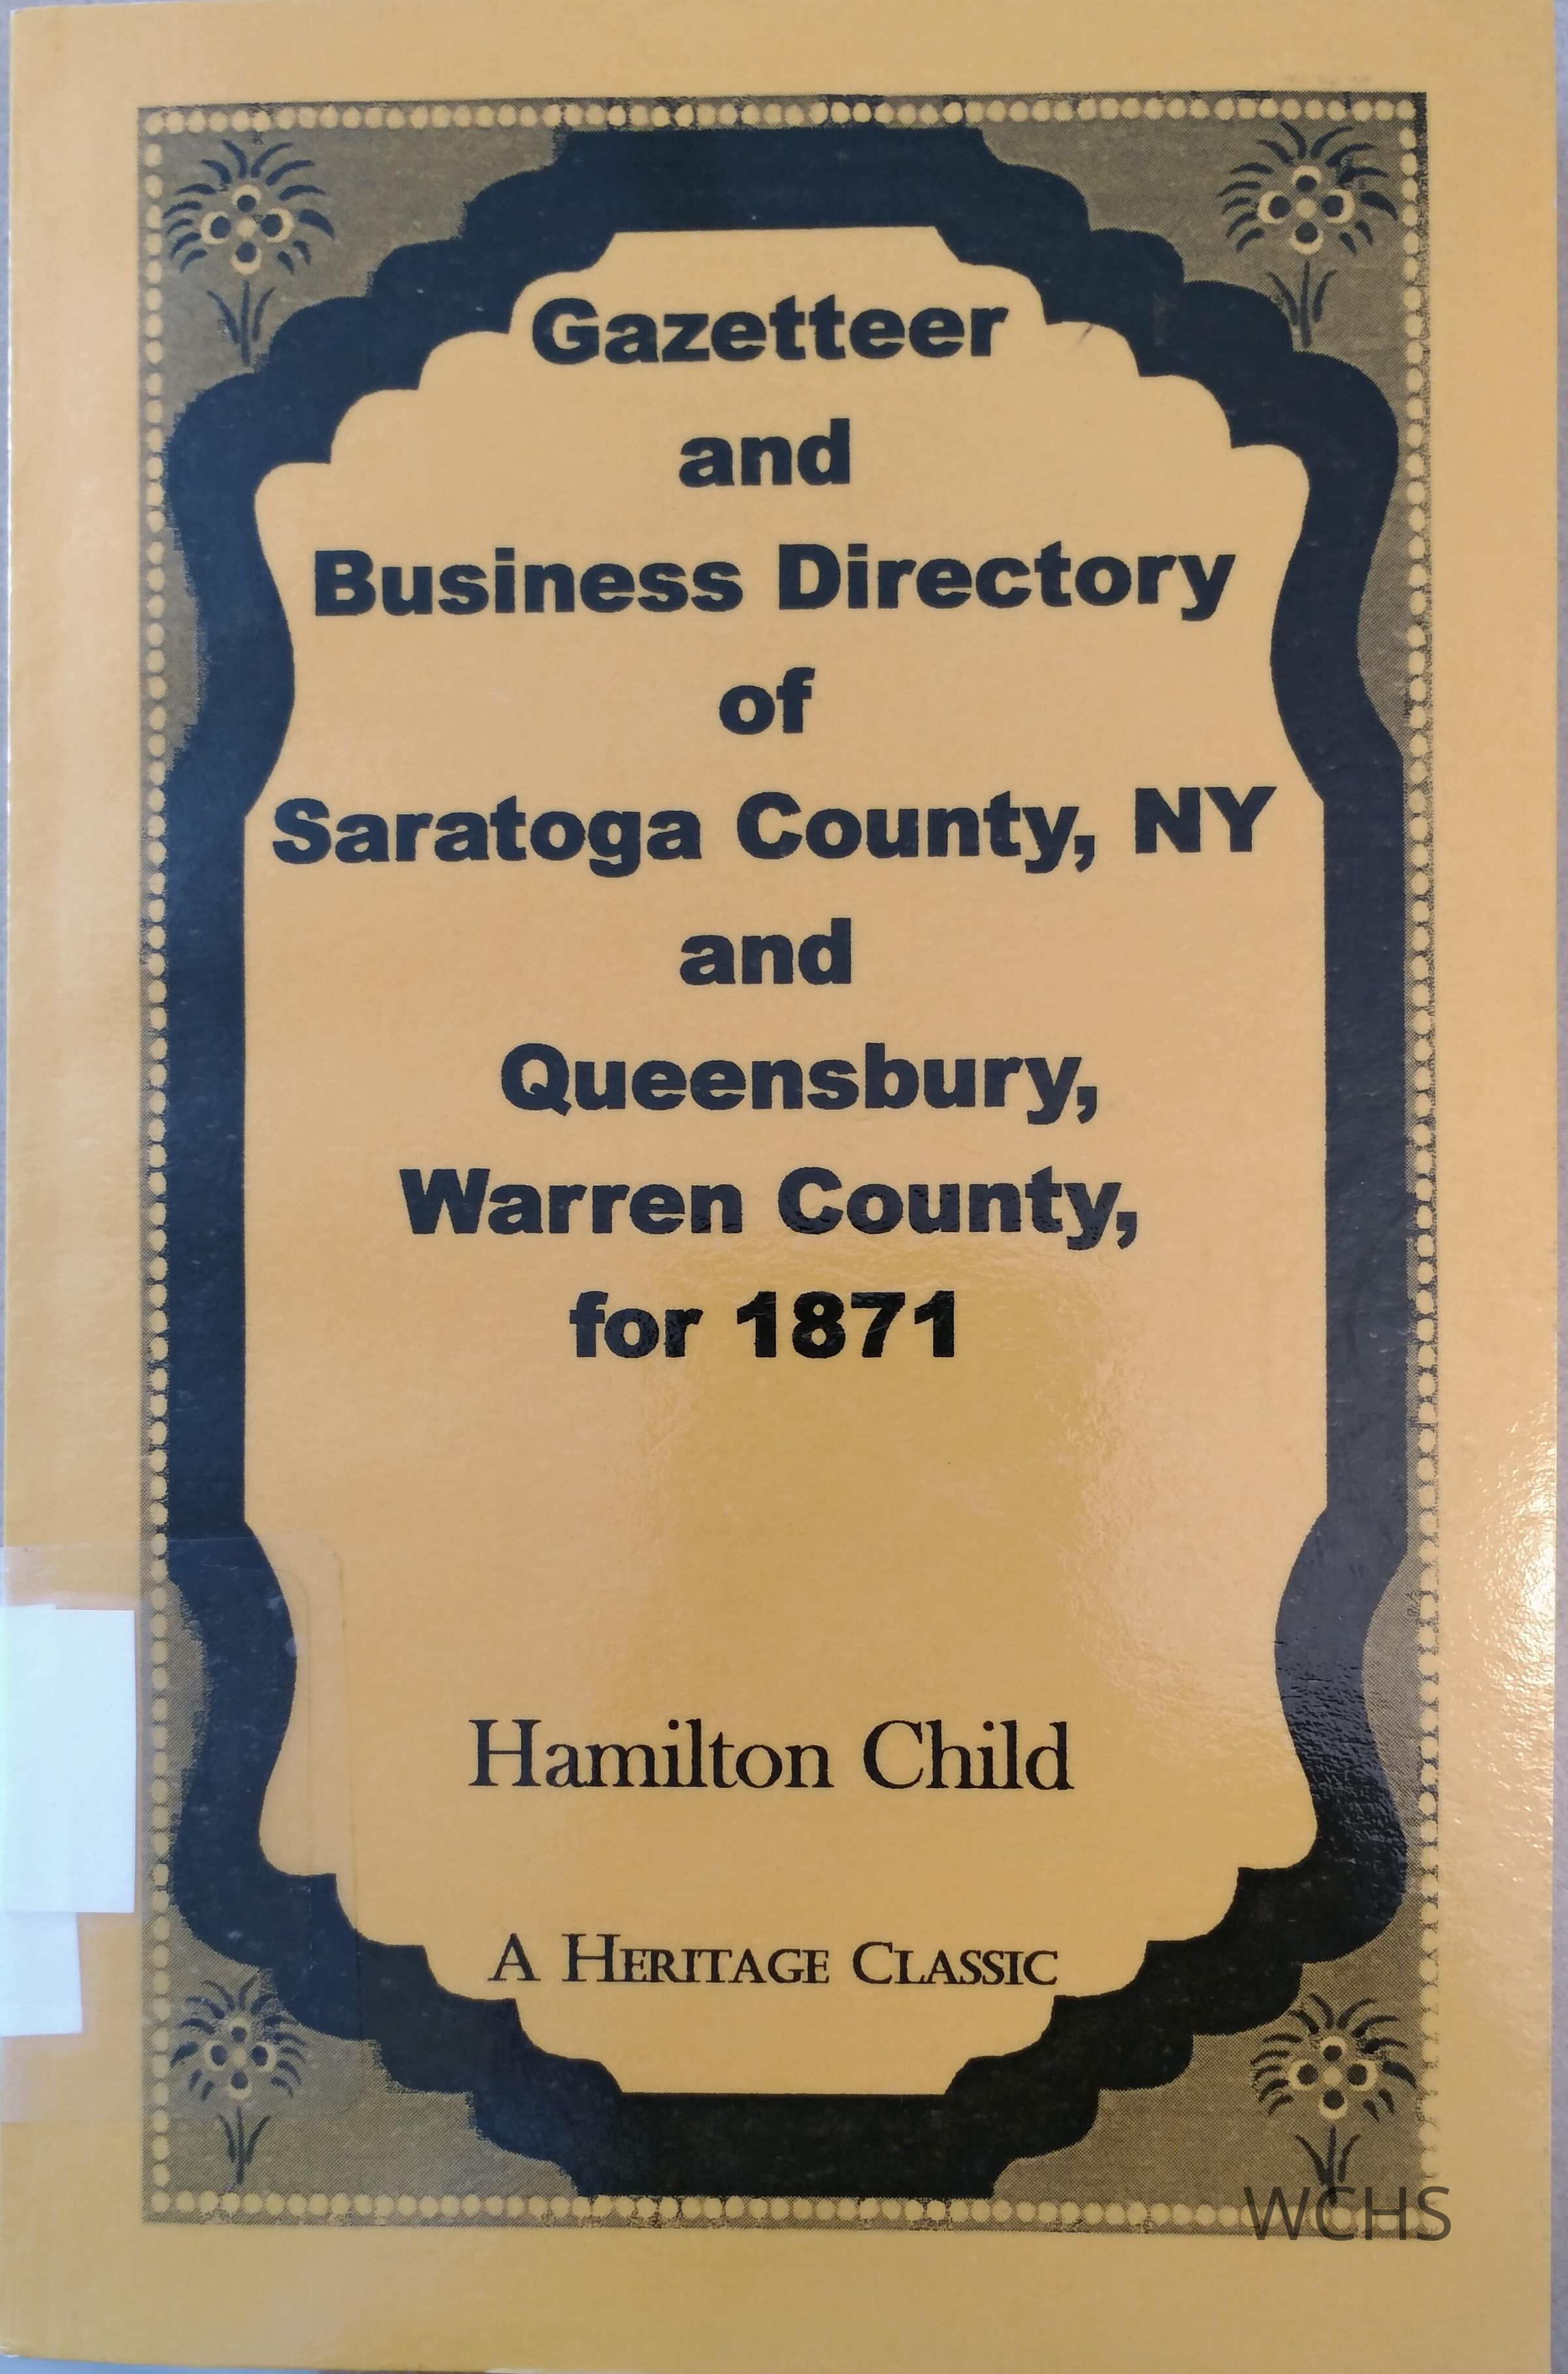 Gazetteer
and
Business Directory
of
Saratoga County, NY
and
Queensbury,
Warren County,
for 1871
Hamilton Child
A HERITAGE CLASSIC
WCHS